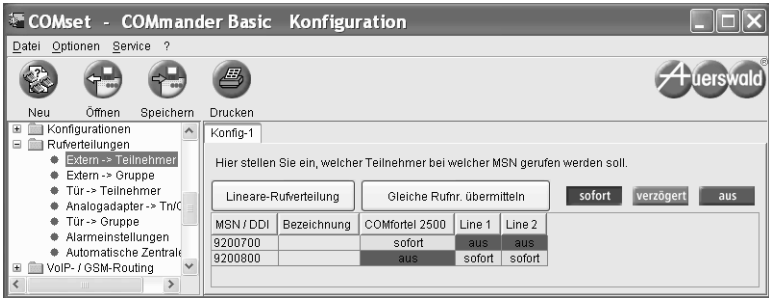 COMset - COMmander Basic Konfiguration
Datei Optionen Service ?
Neu Öffnen Speichern Drucken
Auerswald®
Konfigurationen
Rufverteilungen
Extern -> Teilnehmer
Extern -> Gruppe
Tür -> Teilnehmer
Analogadapter -> Tn/G
Tür -> Gruppe
Alarmeinstellungen
Automatische Zentrale
VoIP- / GSM-Routing
Konfig-1
Hier stellen Sie ein, welcher Teilnehmer bei welcher MSN gerufen werden soll.
Lineare-Rufverteilung Gleiche Rufnr. übermitteln sofort verzögert aus
MSN / DDI Bezeichnung COMfortel 2500 Line 1 Line 2
9200700 sofort aus aus
9200800 aus sofort sofort